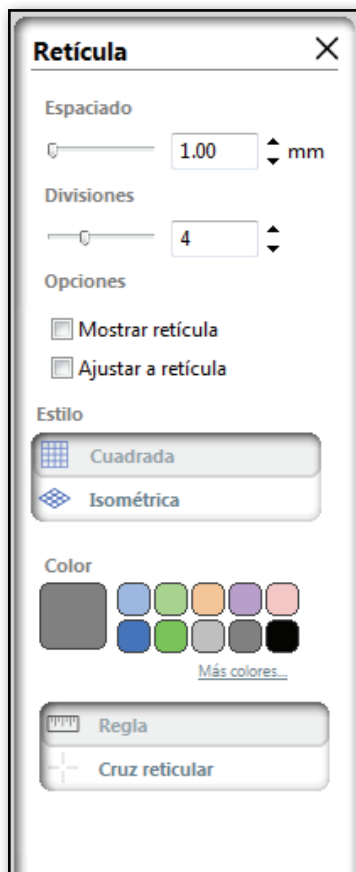 Retícula
Espaciado
1.00 mm
Divisiones
4
Opciones
Mostrar retícula
Ajustar a retícula
Estilo
Cuadrada
Isométrica
Color
Más colores...
Regla
Cruz reticular